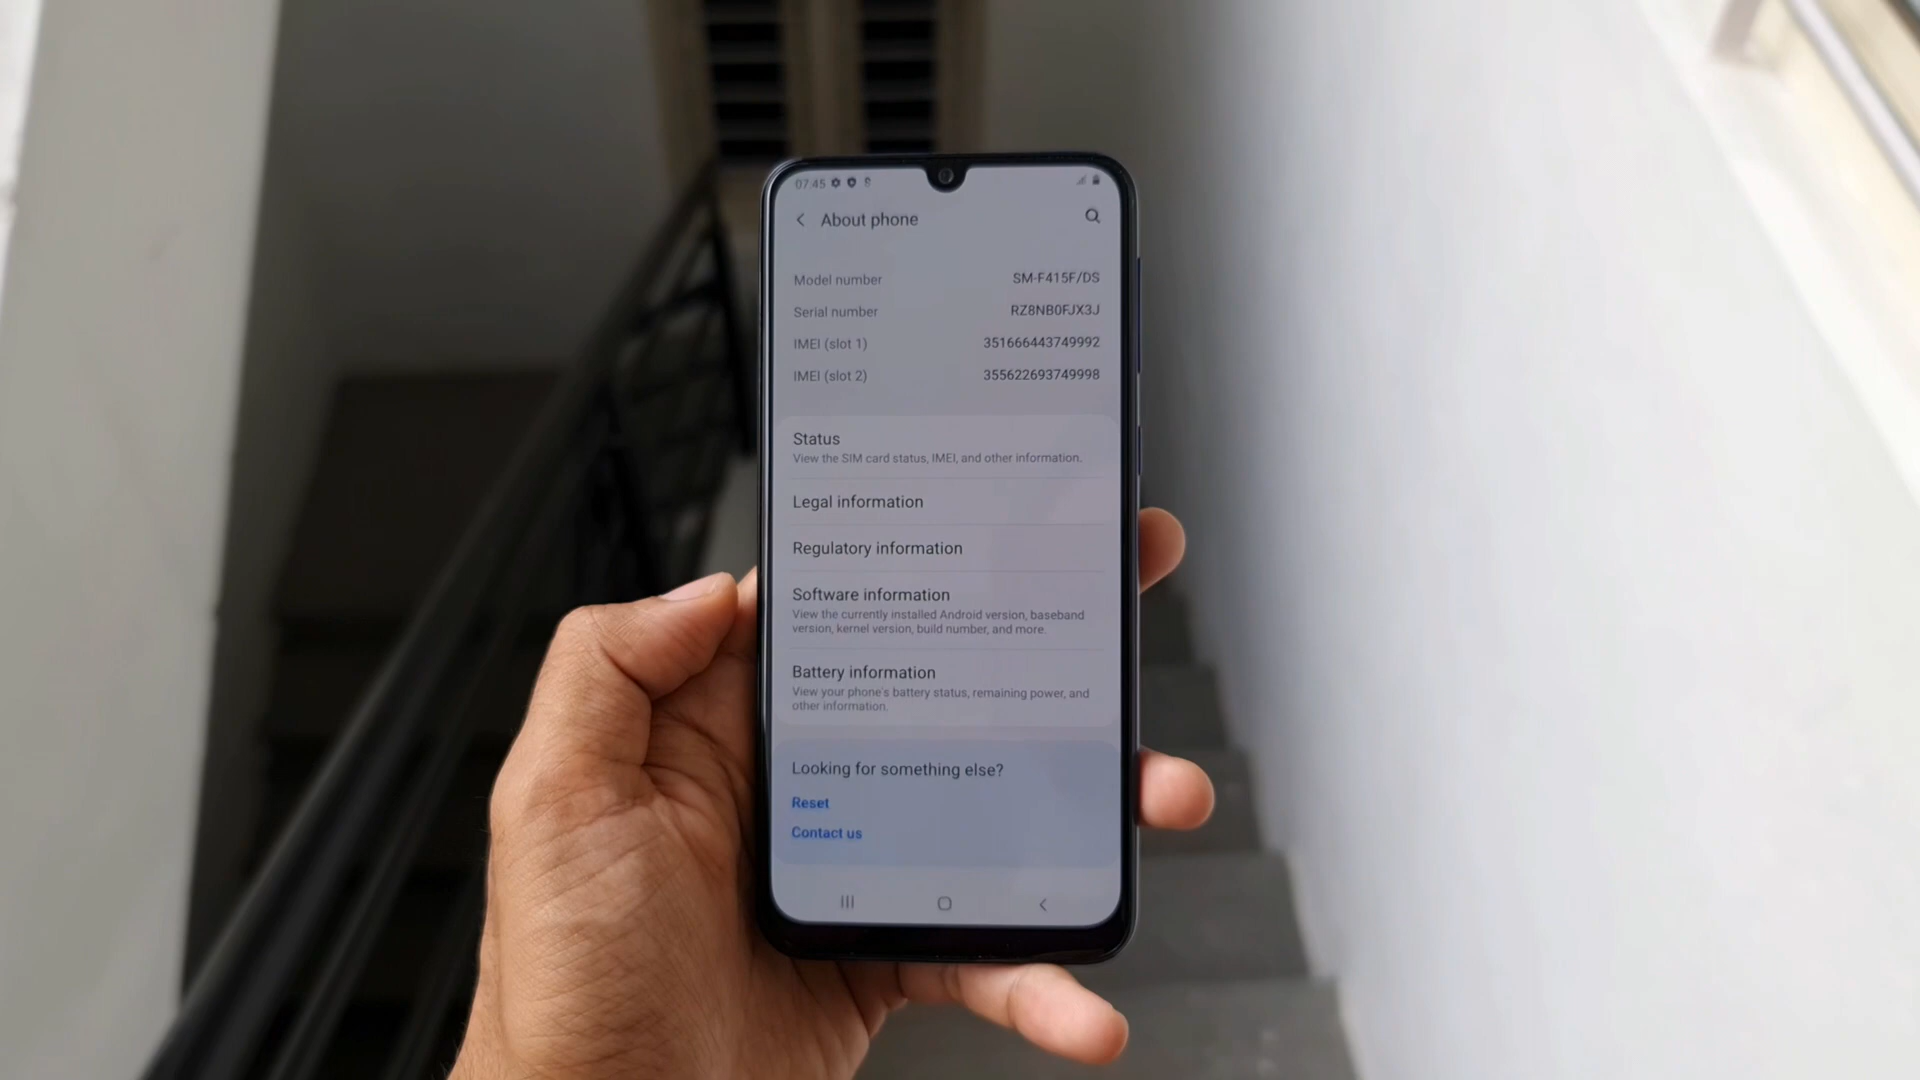 07:45
About phone
Model number SM-F415F/DS
Serial number RZ8NB0FJX3J
IMEI (slot 1) 351666443749992
IMEI (slot 2) 355622693749998
Status
View the SIM card status, IMEI, and other information.
Legal information
Regulatory information
Software information
View the currently installed Android version, baseband
version, kernel version, build number, and more.
Battery information
View your phone's battery status, remaining power, and
other information.
Looking for something else?
Reset
Contact us